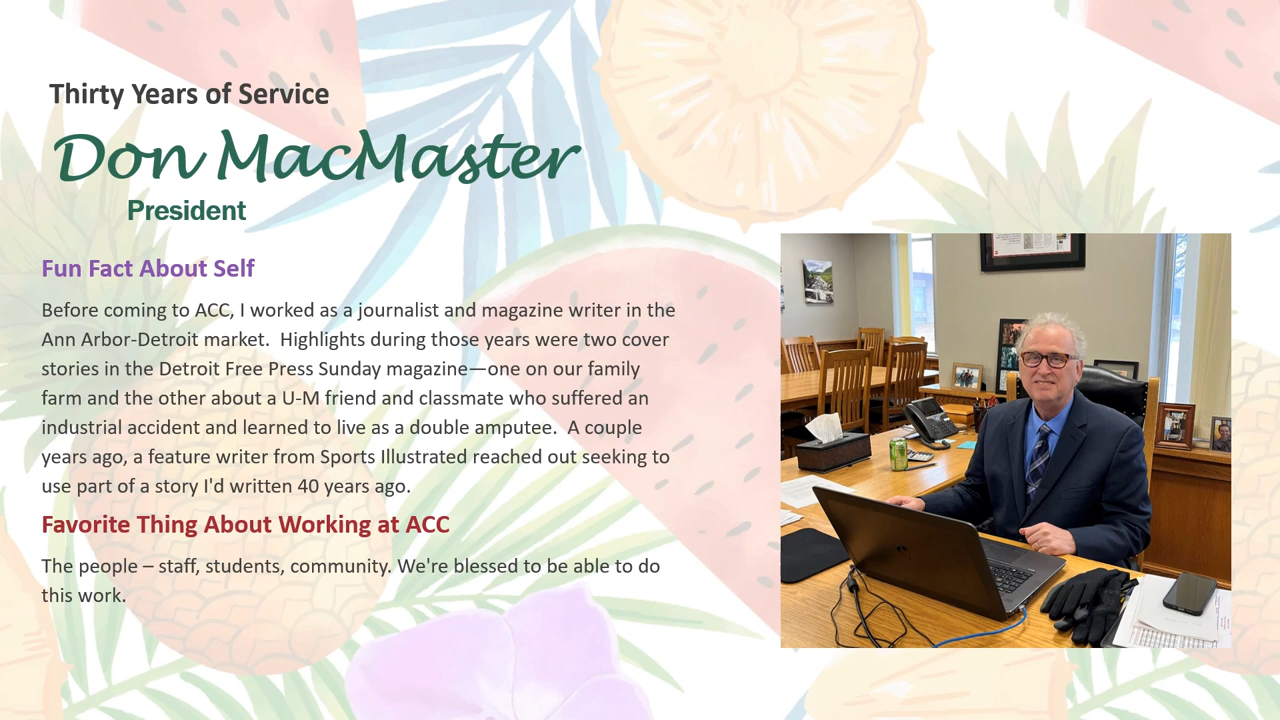 Thirty Years of Service
Don MacMaster
President
Fun Fact About Self
Before coming to ACC, I worked as a journalist and magazine writer in the
Ann Arbor-Detroit market.  Highlights during those years were two cover
stories in the Detroit Free Press Sunday magazine—one on our family
farm and the other about a U-M friend and classmate who suffered an
industrial accident and learned to live as a double amputee.  A couple
years ago, a feature writer from Sports Illustrated reached out seeking to
use part of a story I'd written 40 years ago.
Favorite Thing About Working at ACC
The people – staff, students, community. We're blessed to be able to do
this work.